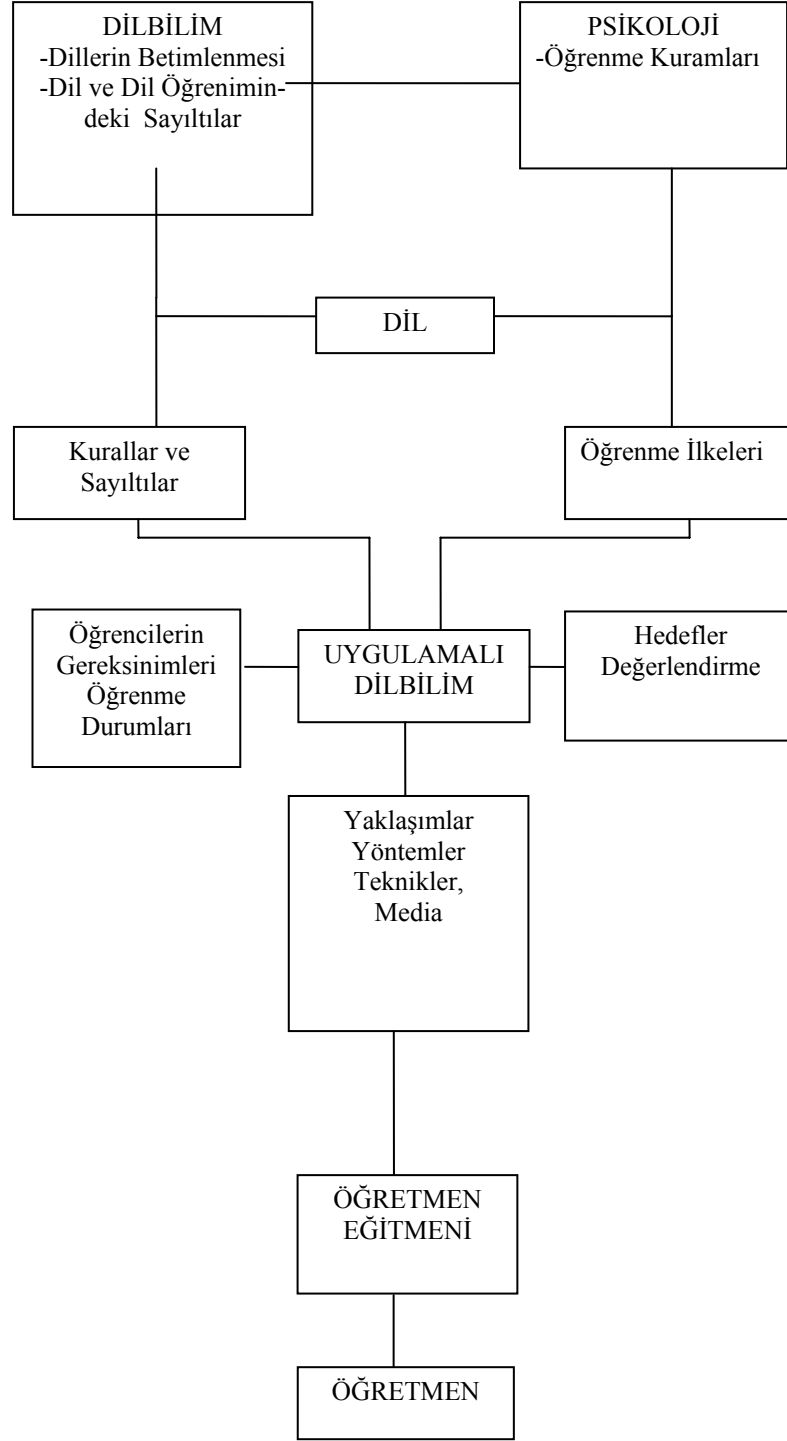 DİLBİLİM
-Dillerin Betimlenmesi
-Dil ve Dil Öğrenimin-
deki Sayıltılar
PSİKOLOJİ
-Öğrenme Kuramları
DİL
Kurallar ve
Sayıltılar
Öğrenme İlkeleri
Öğrencilerin
Gereksinimleri
Öğrenme
Durumları
UYGULAMALI
DİLBİLİM
Hedefler
Değerlendirme
Yaklaşımlar
Yöntemler
Teknikler,
Media
ÖĞRETMEN
EĞİTMENİ
ÖĞRETMEN